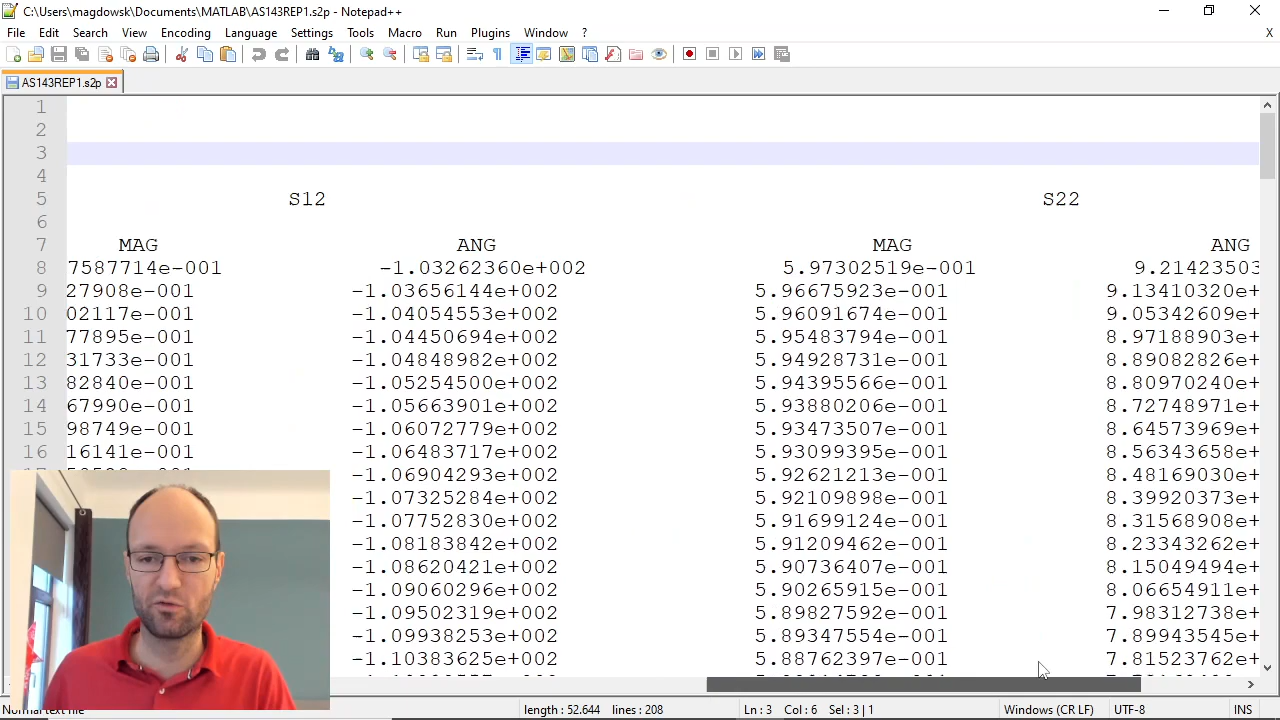 C:\Users\magdowsk\Documents\MATLAB\AS143REP1.s2p - Notepad++
File Edit Search View Encoding Language Settings Tools Macro Run Plugins Window ? X
AS143REP1.s2p
1
2
3
4
5 S12 S22
6
7 MAG ANG MAG ANG
8 7587714e-001 -1.03262360e+002 5.97302519e-001 9.21423503
9 27908e-001 -1.03656144e+002 5.96675923e-001 9.13410320e+
10 02117e-001 -1.04054553e+002 5.96091674e-001 9.05342609e+
11 77895e-001 -1.04450694e+002 5.95483794e-001 8.97188903e+
12 31733e-001 -1.04848982e+002 5.94928731e-001 8.89082826e+
13 82840e-001 -1.05254500e+002 5.94395566e-001 8.80970240e+
14 67990e-001 -1.05663901e+002 5.93880206e-001 8.72748971e+
15 98749e-001 -1.06072779e+002 5.93473507e-001 8.64573969e+
16 16141e-001 -1.06483717e+002 5.93099395e-001 8.56343658e+
-1.06904293e+002 5.92621213e-001 8.48169030e+
-1.07325284e+002 5.92109898e-001 8.39920373e+
-1.07752830e+002 5.91699124e-001 8.31568908e+
-1.08183842e+002 5.91209462e-001 8.23343262e+
-1.08620421e+002 5.90736407e-001 8.15049494e+
-1.09060296e+002 5.90265915e-001 8.06654911e+
-1.09502319e+002 5.89827592e-001 7.98312738e+
-1.09938253e+002 5.89347554e-001 7.89943545e+
-1.10383625e+002 5.88762397e-001 7.81523762e+
Normal text file length : 52.644 lines : 208 Ln : 3 Col : 6 Sel : 3 | 1 Windows (CR LF) UTF-8 INS